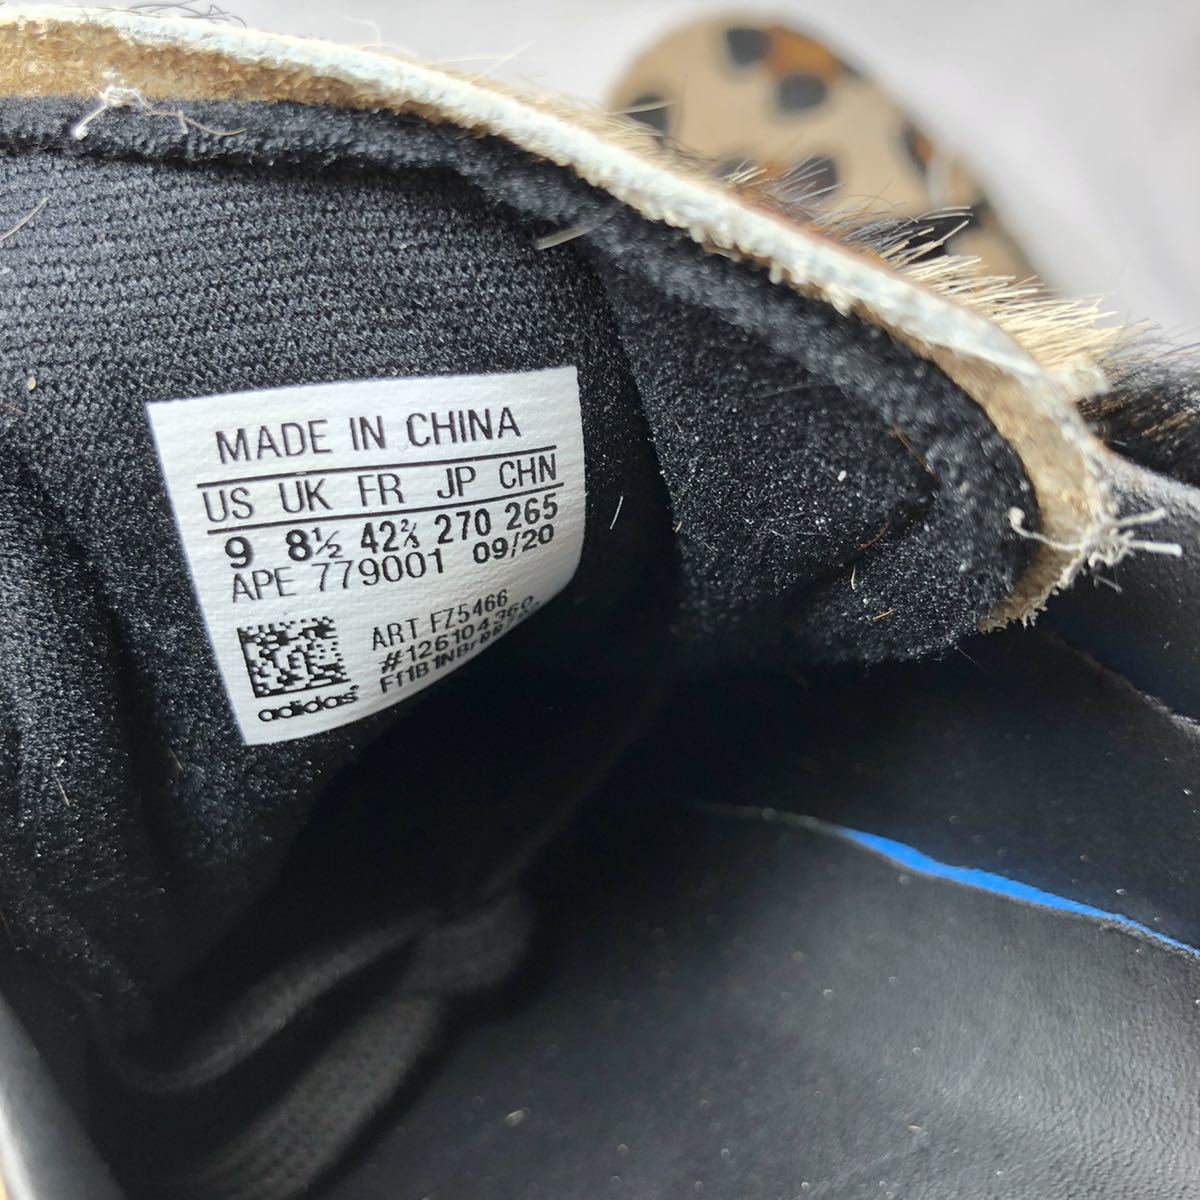 MADE IN CHINA
US UK FR JP CHN
9 8½ 42⅔ 270 265
APE 779001 09/20
ART FZ5466
#126104360
adidas